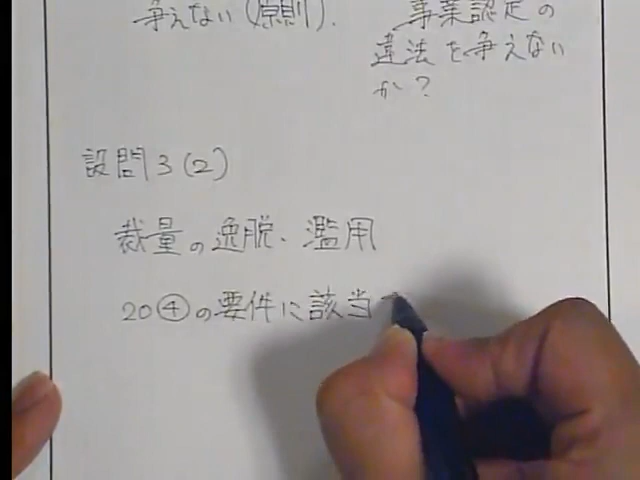 争えない(原則).
事業認定の
違法を争えない
か?
設問3(2)
裁量の逸脱、濫用
20④の要件に該当